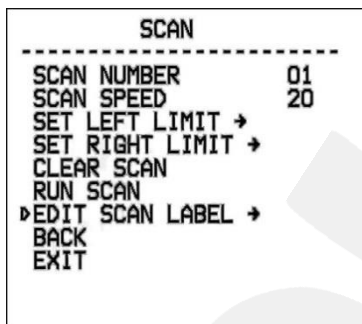 SCAN
SCAN NUMBER 01
SCAN SPEED 20
SET LEFT LIMIT →
SET RIGHT LIMIT →
CLEAR SCAN
RUN SCAN
▷EDIT SCAN LABEL →
BACK
EXIT